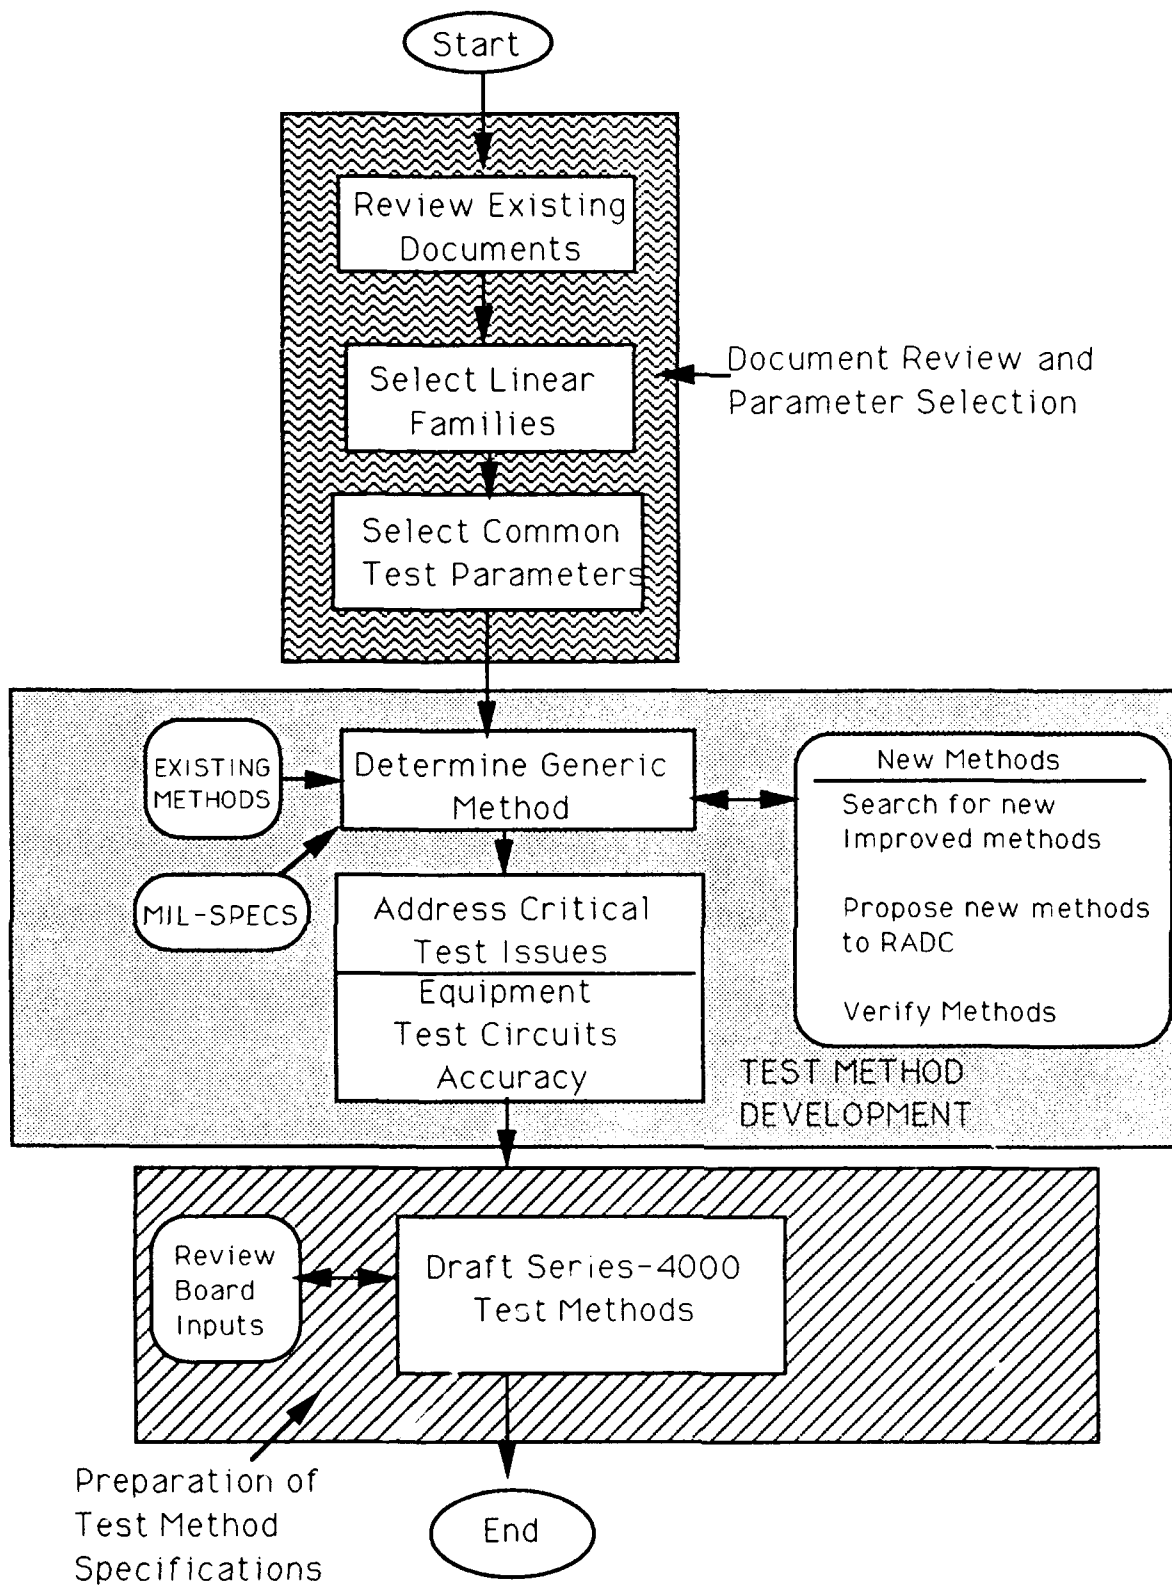 Start
Review Existing
Documents
Select Linear
Families
Document Review and
Parameter Selection
Select Common
Test Parameters
EXISTING
METHODS
Determine Generic
Method
New Methods
Search for new
Improved methods
Propose new methods
to RADC
Verify Methods
MIL-SPECS
Address Critical
Test Issues
Equipment
Test Circuits
Accuracy
TEST METHOD
DEVELOPMENT
Review
Board
Inputs
Draft Series-4000
Test Methods
Preparation of
Test Method
Specifications
End